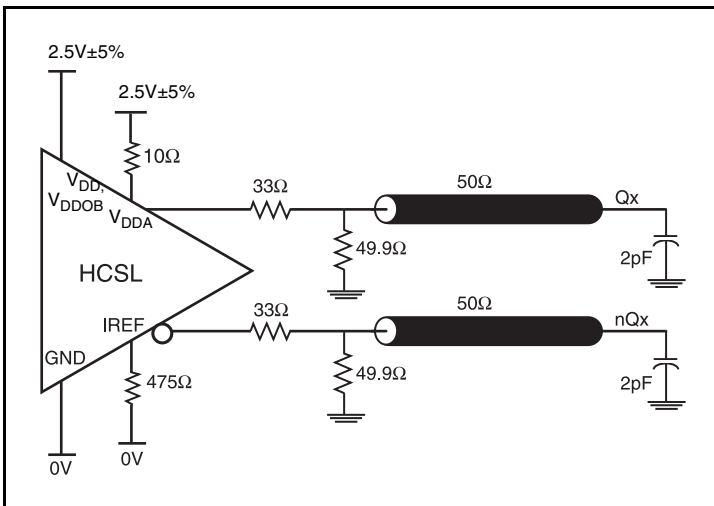 2.5V±5%
2.5V±5%
10Ω
VDD,
VDDOB
VDDA
33Ω
50Ω
Qx
49.9Ω
2pF
HCSL
IREF
33Ω
50Ω
nQx
GND
475Ω
49.9Ω
2pF
0V
0V